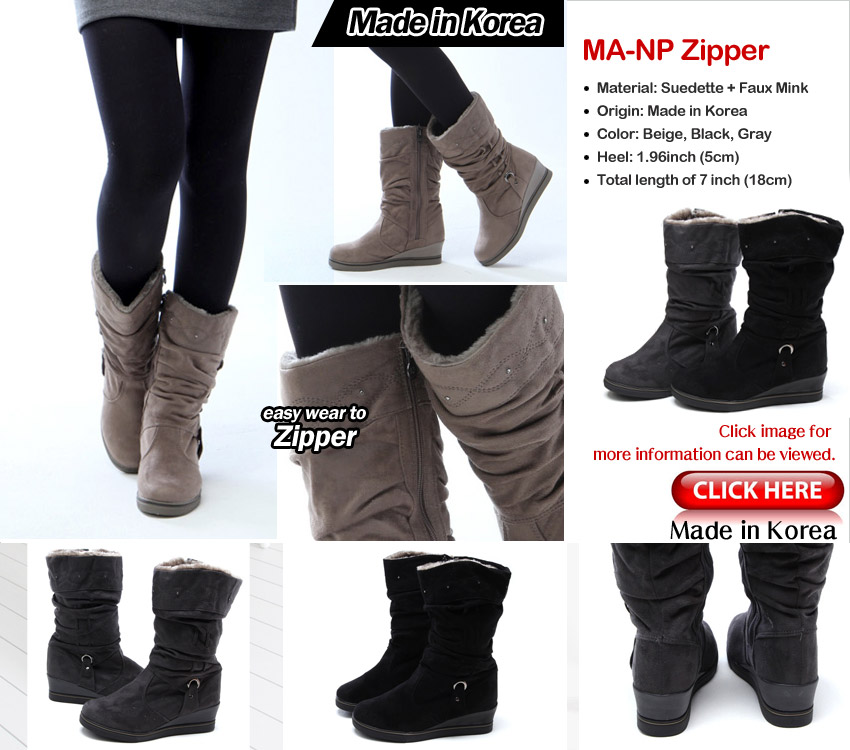 Made in Korea
MA-NP Zipper
• Material: Suedette + Faux Mink
• Origin: Made in Korea
• Color: Beige, Black, Gray
• Heel: 1.96inch (5cm)
• Total length of 7 inch (18cm)
easy wear to
Zipper
Click image for
more information can be viewed.
CLICK HERE
Made in Korea